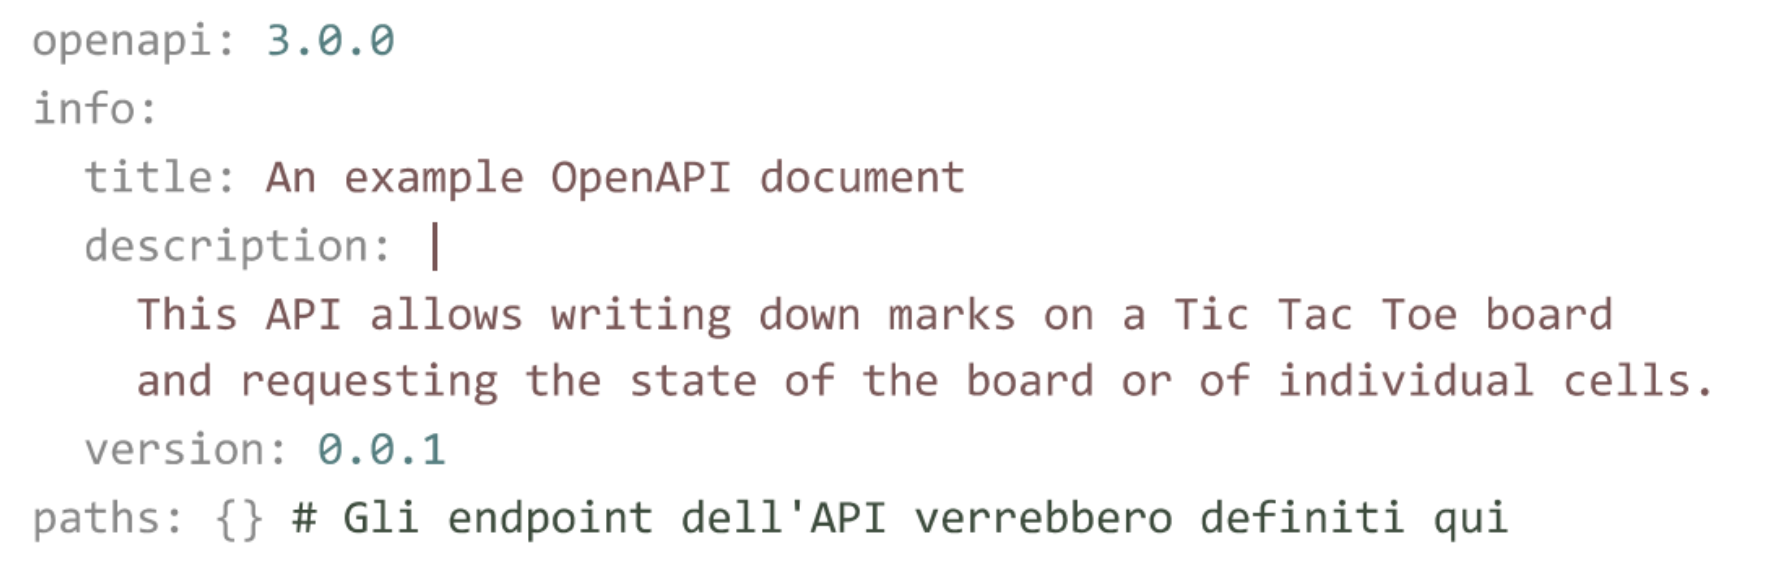 openapi: 3.0.0
info:
  title: An example OpenAPI document
  description: |
    This API allows writing down marks on a Tic Tac Toe board
    and requesting the state of the board or of individual cells.
  version: 0.0.1
paths: {} # Gli endpoint dell'API verrebbero definiti qui